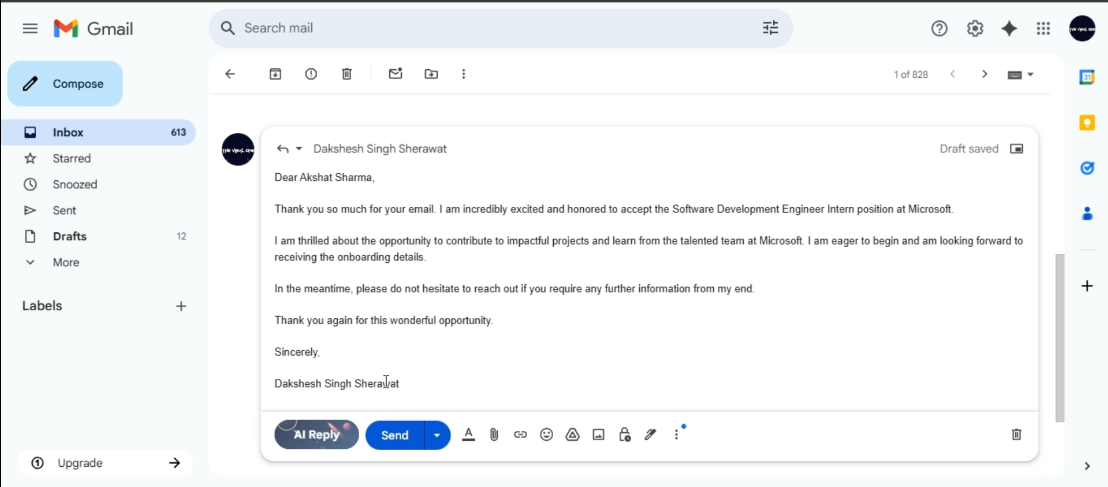 Gmail
Search mail
Compose
1 of 828
Inbox 613
Starred
Snoozed
Sent
Drafts 12
More
Labels
Dakshesh Singh Sherawat
Draft saved
Dear Akshat Sharma,
Thank you so much for your email. I am incredibly excited and honored to accept the Software Development Engineer Intern position at Microsoft.
I am thrilled about the opportunity to contribute to impactful projects and learn from the talented team at Microsoft. I am eager to begin and am looking forward to
receiving the onboarding details.
In the meantime, please do not hesitate to reach out if you require any further information from my end.
Thank you again for this wonderful opportunity.
Sincerely,
Dakshesh Singh Sherawat
AI Reply
Send
Upgrade
31